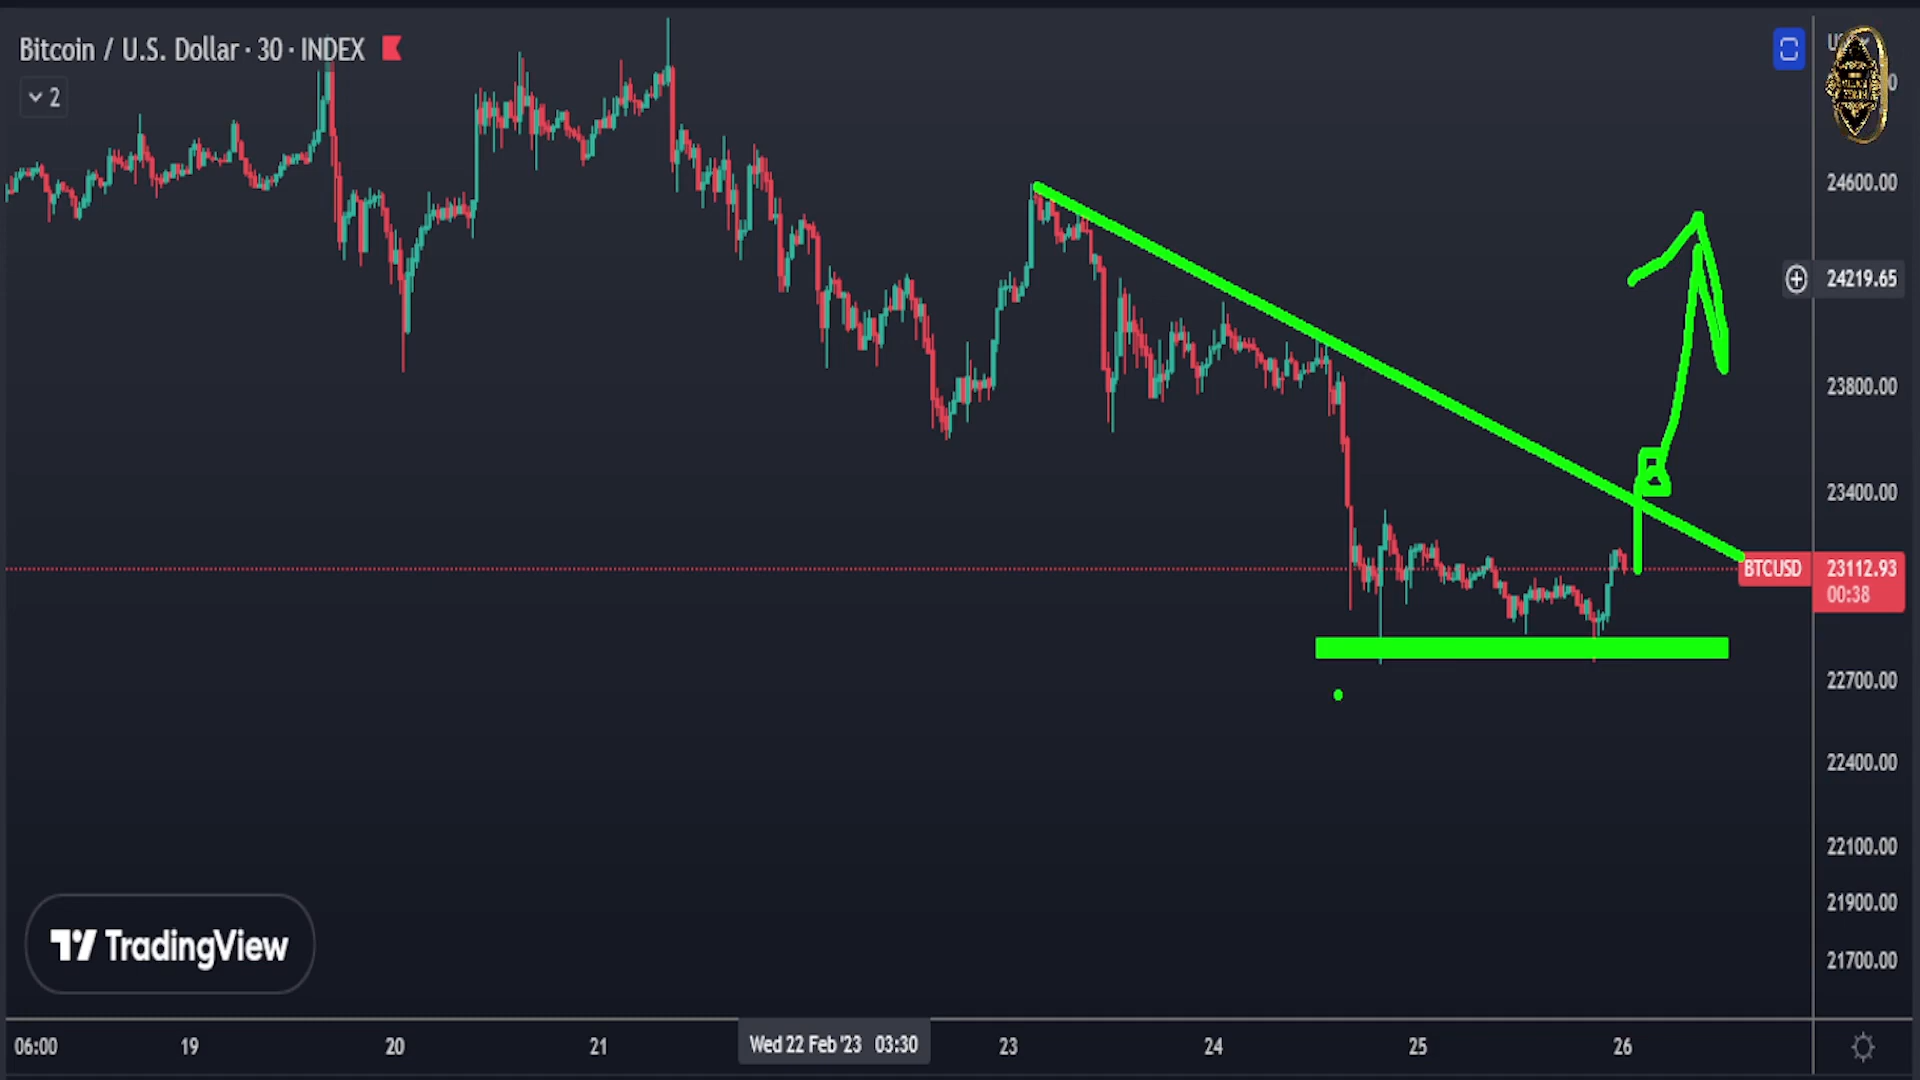 Bitcoin / U.S. Dollar · 30 · INDEX
2
24600.00
24219.65
23800.00
23400.00
BTCUSD 23112.93
00:38
22700.00
22400.00
22100.00
21900.00
21700.00
TradingView
06:00 19 20 21 Wed 22 Feb '23 03:30 23 24 25 26